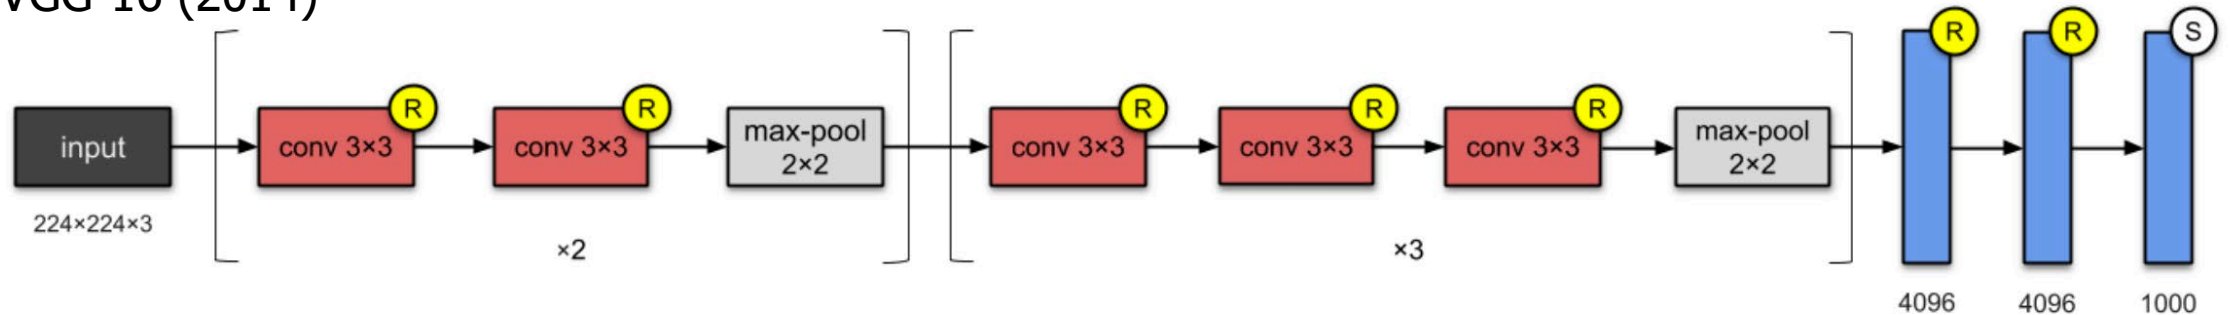 VGG-16 (2014)
R
R
R
R
R
R
R
S
input
conv 3×3
conv 3×3
max-pool
2×2
conv 3×3
conv 3×3
conv 3×3
max-pool
2×2
224×224×3
×2
×3
4096
4096
1000